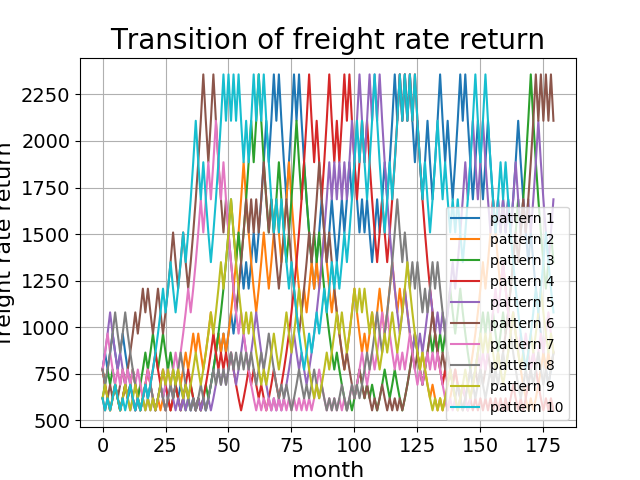 Transition of freight rate return
freight rate return
2250
2000
1750
1500
1250
1000
750
500
0 25 50 75 100 125 150 175
month
pattern 1
pattern 2
pattern 3
pattern 4
pattern 5
pattern 6
pattern 7
pattern 8
pattern 9
pattern 10